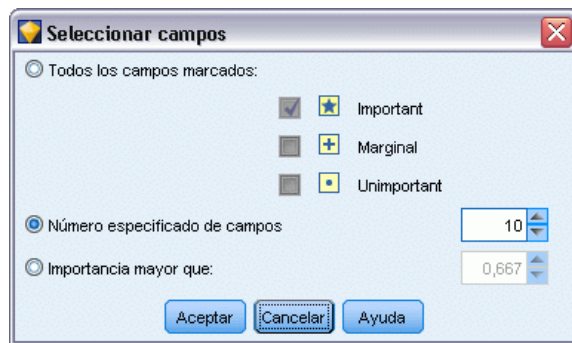 Seleccionar campos
Todos los campos marcados:
Important
Marginal
Unimportant
Número especificado de campos 10
Importancia mayor que: 0,667
Aceptar Cancelar Ayuda